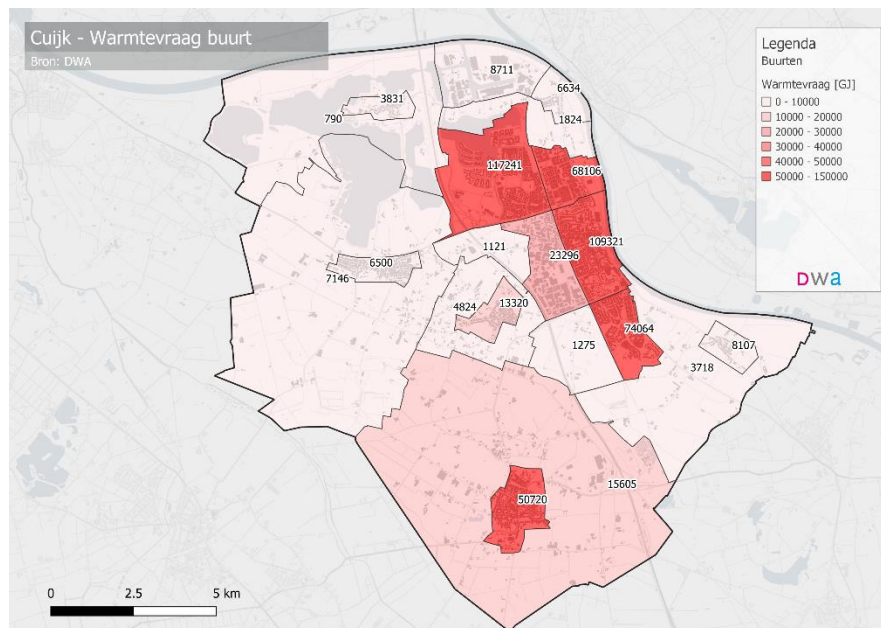 Cuijk - Warmtevraag buurt
Bron: DWA
Legenda
Buurten
Warmtevraag [GJ]
0 - 10000
10000 - 20000
20000 - 30000
30000 - 40000
40000 - 50000
50000 - 150000
DWA
8711
6634
3831
790
1824
117241
68106
109321
1121
23296
6500
7146
4824
13320
74064
1275
8107
3718
15605
50720
0 2.5 5 km